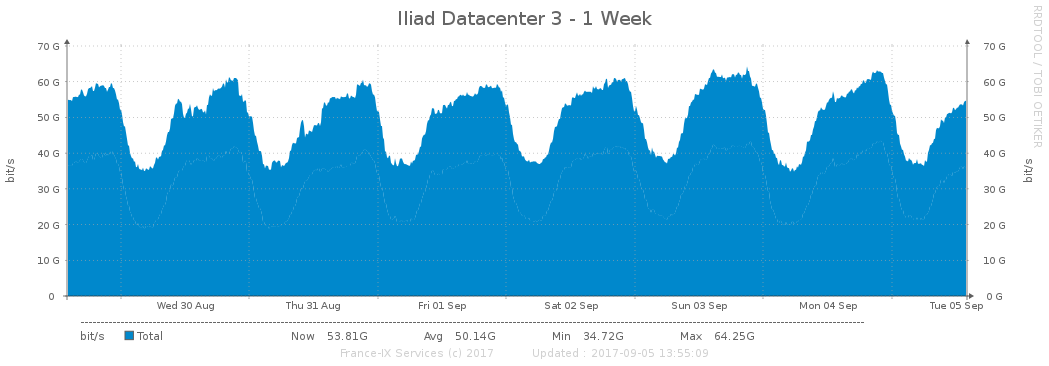 Iliad Datacenter 3 - 1 Week
RRDTOOL / TOBI OETIKER
70 G 70 G
60 G 60 G
50 G 50 G
40 G 40 G
30 G 30 G
20 G 20 G
10 G 10 G
0 0 G
bit/s bit/s
Wed 30 Aug Thu 31 Aug Fri 01 Sep Sat 02 Sep Sun 03 Sep Mon 04 Sep Tue 05 Sep
bit/s Total Now 53.81G Avg 50.14G Min 34.72G Max 64.25G
France-IX Services (c) 2017 Updated : 2017-09-05 13:55:09